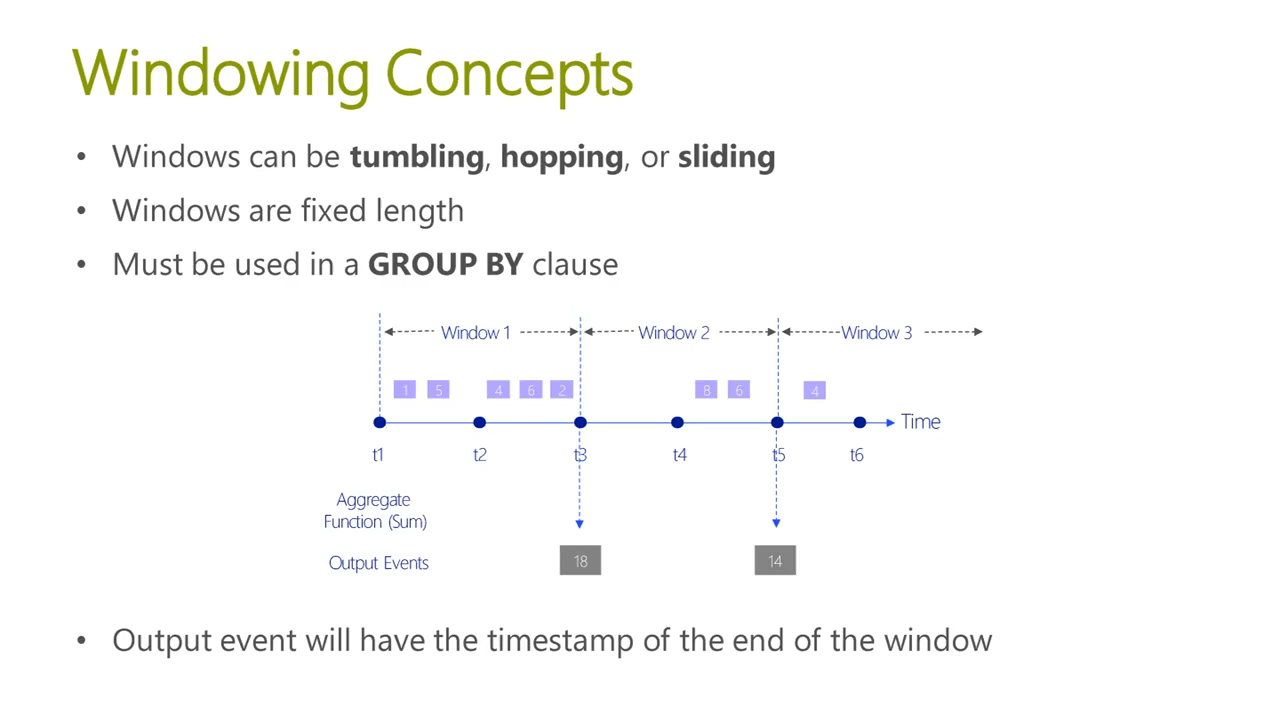 Windowing Concepts
• Windows can be tumbling, hopping, or sliding
• Windows are fixed length
• Must be used in a GROUP BY clause
Window 1 Window 2 Window 3
1 5 4 6 2 8 6 4
Time
t1 t2 t3 t4 t5 t6
Aggregate
Function (Sum)
Output Events 18 14
• Output event will have the timestamp of the end of the window